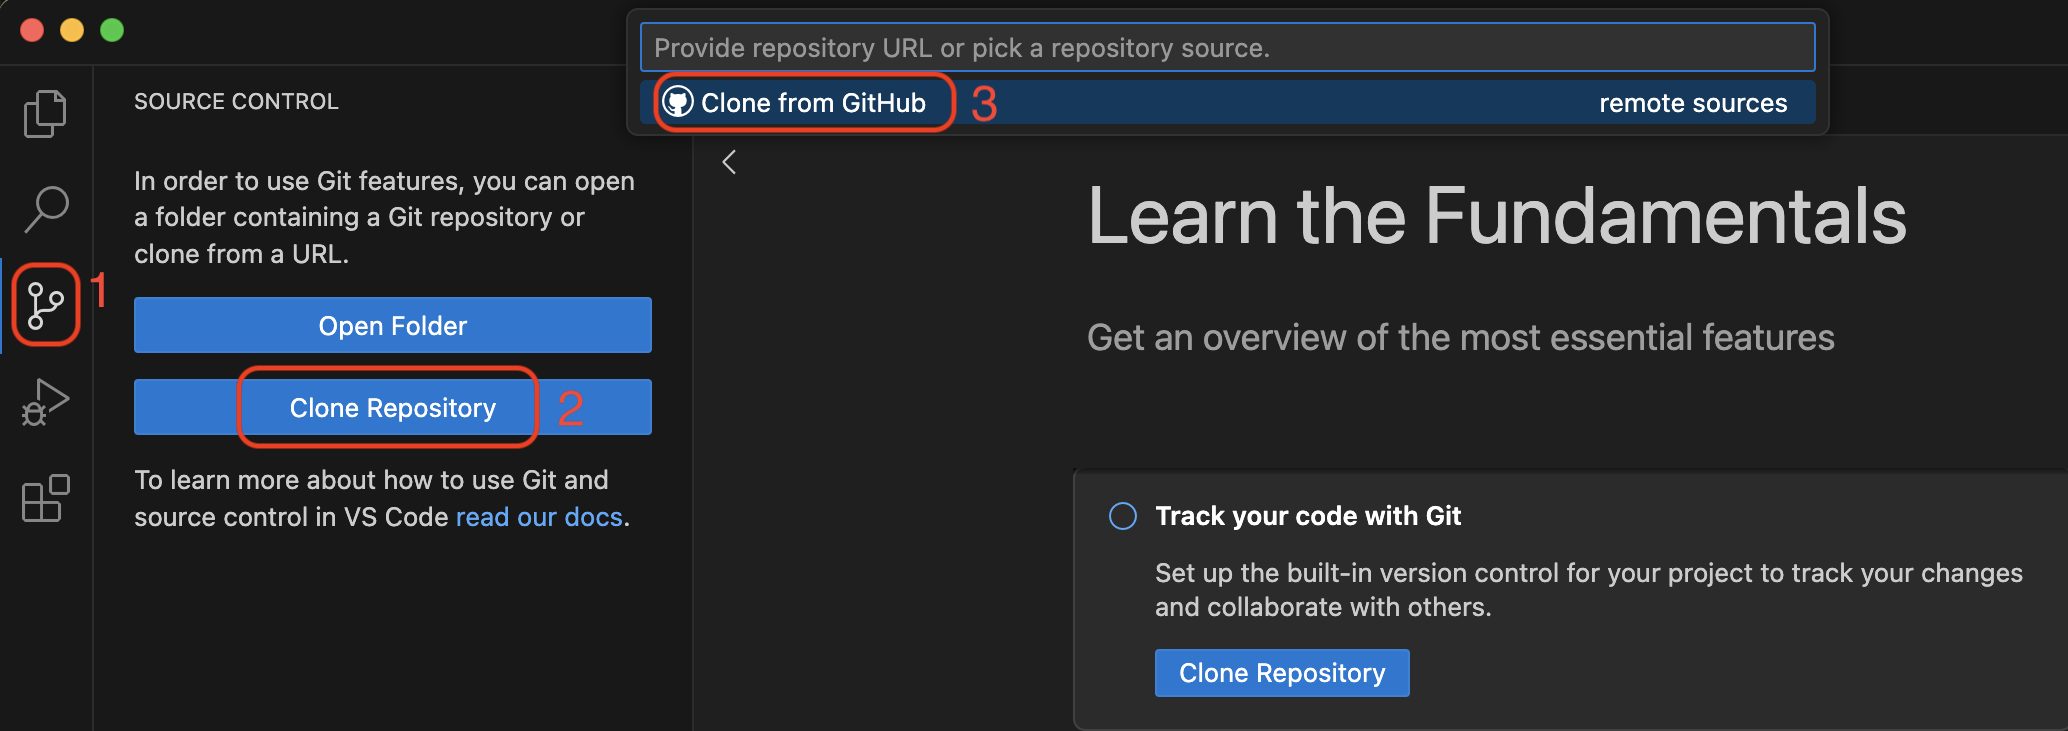 Provide repository URL or pick a repository source.
Clone from GitHub 3 remote sources
SOURCE CONTROL
In order to use Git features, you can open
a folder containing a Git repository or
clone from a URL.
1
Open Folder
Clone Repository 2
To learn more about how to use Git and
source control in VS Code read our docs.
Learn the Fundamentals
Get an overview of the most essential features
Track your code with Git
Set up the built-in version control for your project to track your changes
and collaborate with others.
Clone Repository